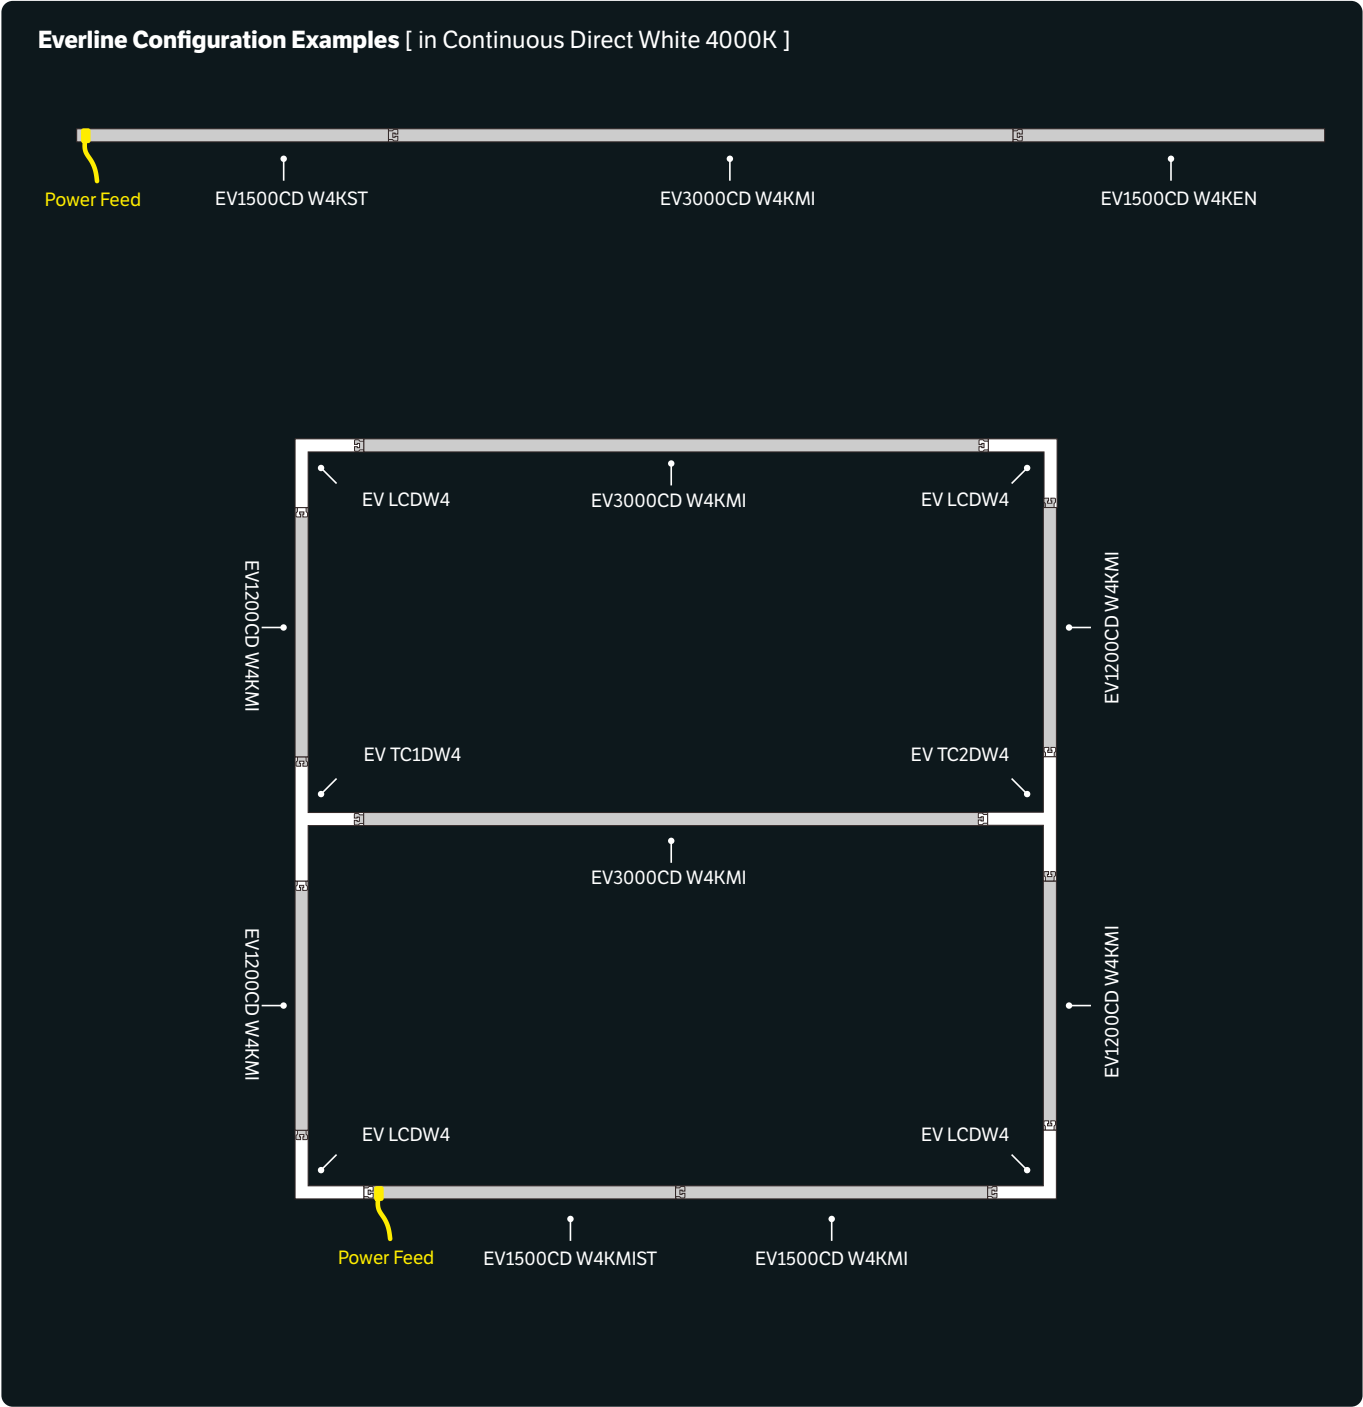 Everline Configuration Examples [ in Continuous Direct White 4000K ]
Power Feed
EV1500CD W4KST
EV3000CD W4KMI
EV1500CD W4KEN
EV LCDW4
EV3000CD W4KMI
EV LCDW4
EV1200CD W4KMI
EV1200CD W4KMI
EV TC1DW4
EV TC2DW4
EV3000CD W4KMI
EV1200CD W4KMI
EV1200CD W4KMI
EV LCDW4
EV LCDW4
Power Feed
EV1500CD W4KMIST
EV1500CD W4KMI